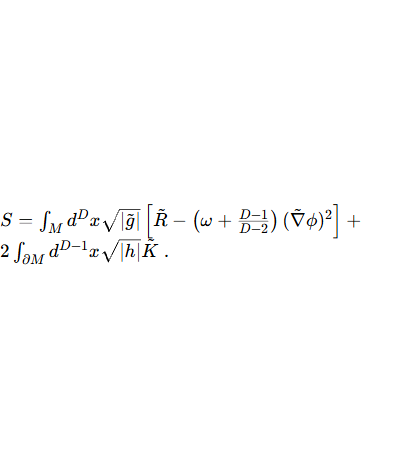 S = ∫_M d^D x √|g̃| [ R̃ − (ω + (D−1)/(D−2)) (∇̃ϕ)² ] +
2 ∫_∂M d^{D−1} x √|h| K̃ .